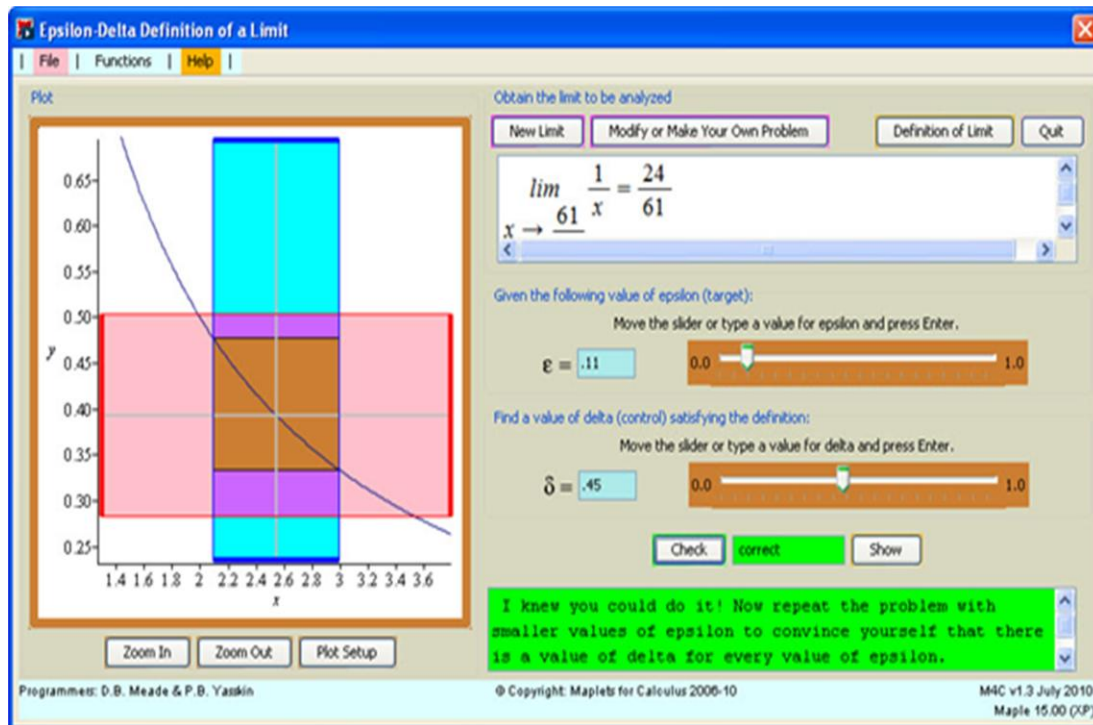 Epsilon-Delta Definition of a Limit
| File | Functions | Help |
Plot
0.65
0.60
0.55
0.50
0.45
0.40
0.35
0.30
0.25
y
1.4 1.6 1.8 2 2.2 2.4 2.6 2.8 3 3.2 3.4 3.6
x
Zoom In Zoom Out Plot Setup
Obtain the limit to be analyzed
New Limit Modify or Make Your Own Problem Definition of Limit Quit
lim 1/x = 24/61
x → 61
Given the following value of epsilon (target):
Move the slider or type a value for epsilon and press Enter.
ε = .11 0.0 1.0
Find a value of delta (control) satisfying the definition:
Move the slider or type a value for delta and press Enter.
δ = .45 0.0 1.0
Check correct Show
I knew you could do it! Now repeat the problem with
smaller values of epsilon to convince yourself that there
is a value of delta for every value of epsilon.
Programmers: D.B. Meade & P.B. Yasskin © Copyright: Maplets for Calculus 2006-10 M4C v1.3 July 2010
Maple 15.00 (XP)